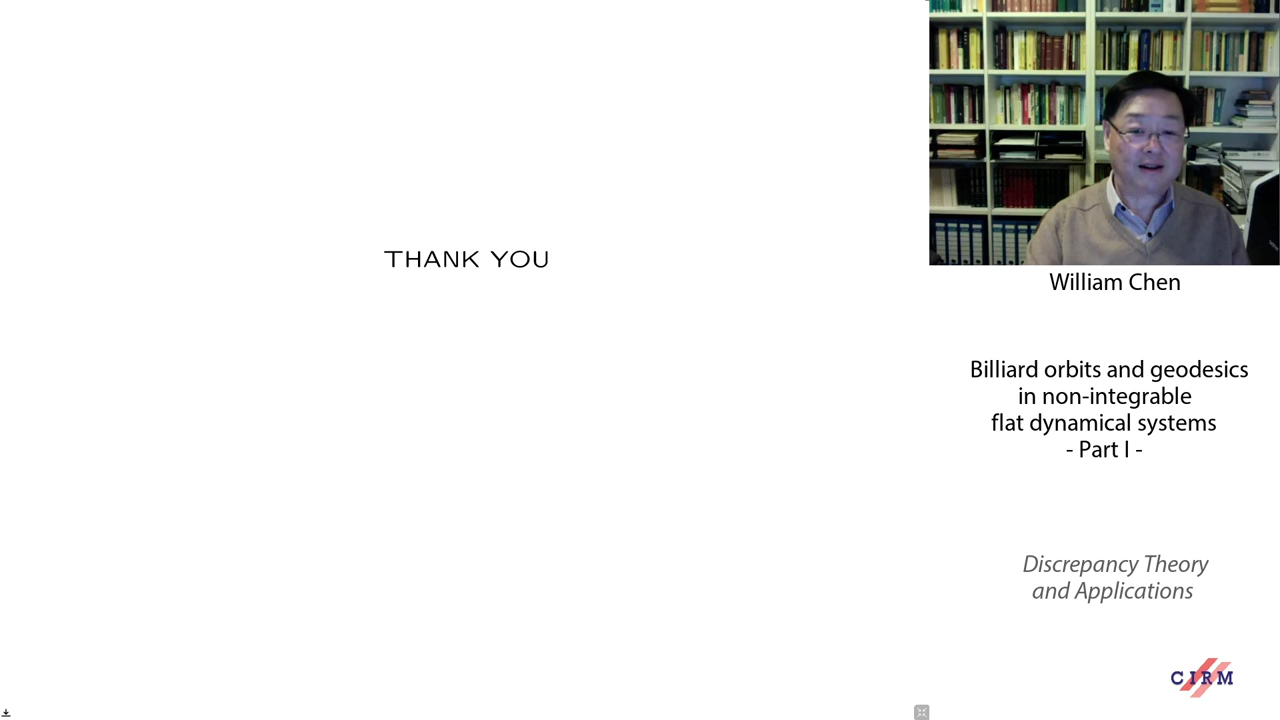 THANK YOU
William Chen
Billiard orbits and geodesics
in non-integrable
flat dynamical systems
- Part I -
Discrepancy Theory
and Applications
CIRM